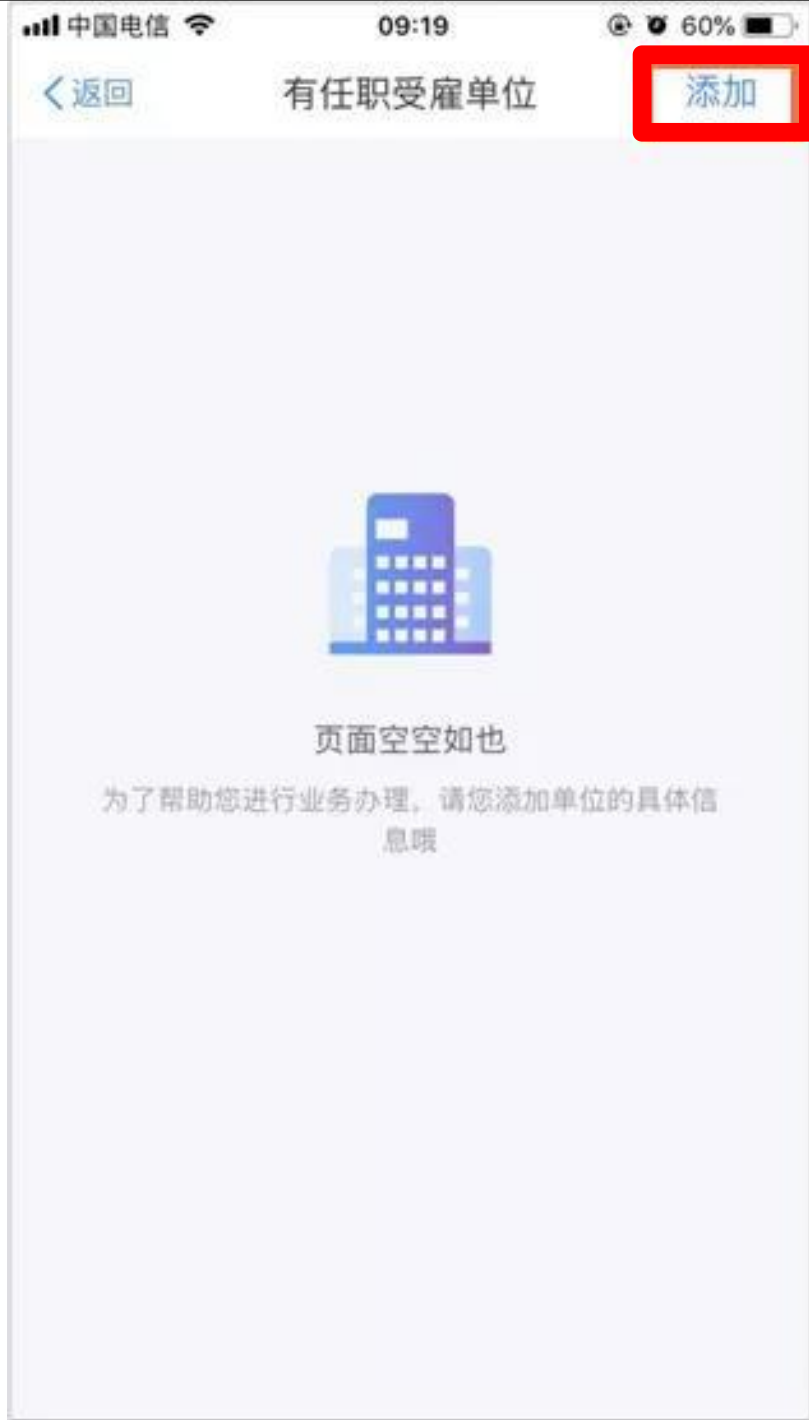 中国电信 09:19 60%
返回 有任职受雇单位 添加
页面空空如也
为了帮助您进行业务办理，请您添加单位的具体信
息哦